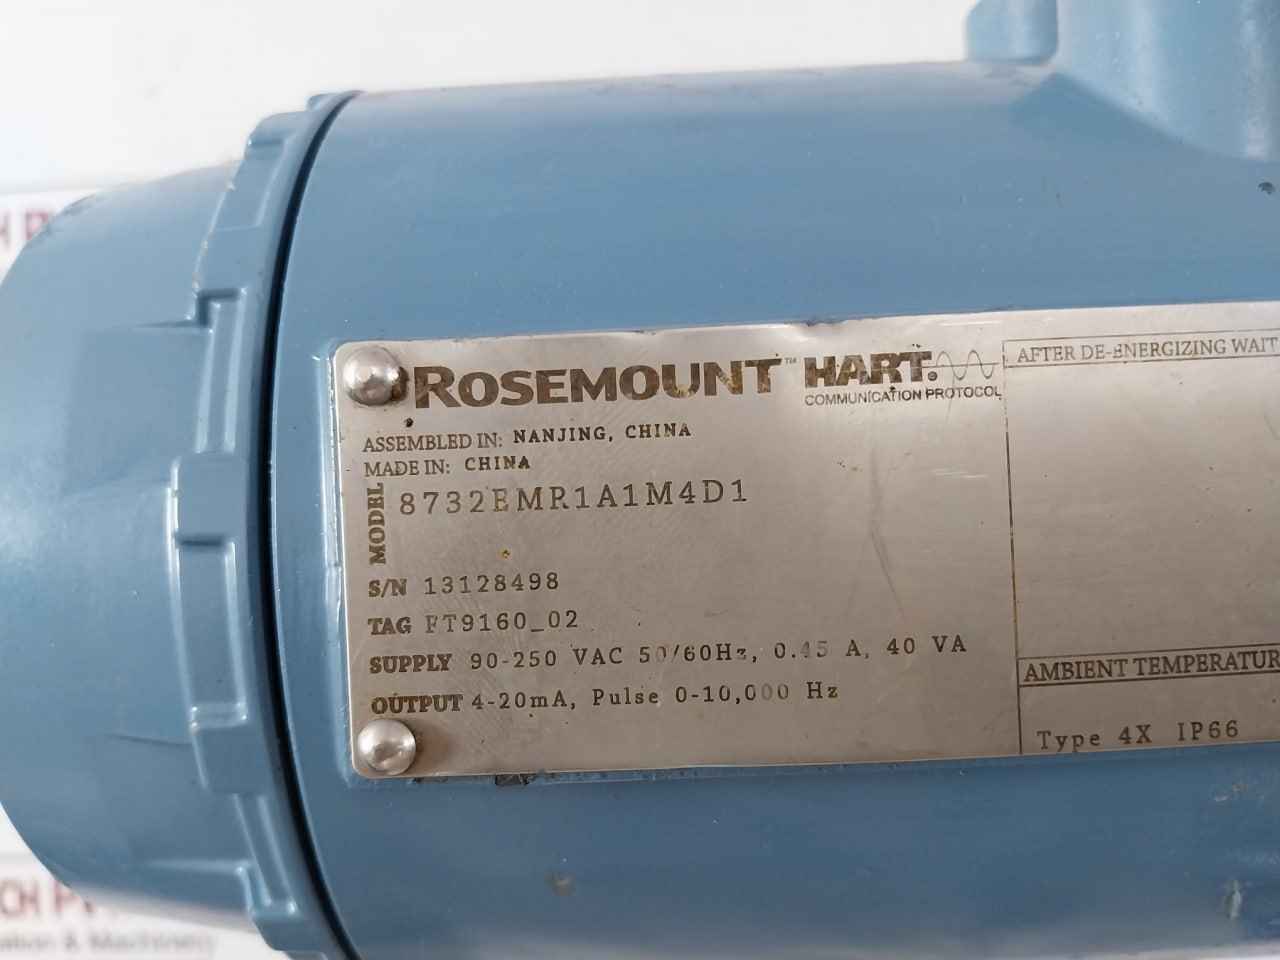 ROSEMOUNT™ HART®
COMMUNICATION PROTOCOL
ASSEMBLED IN: NANJING, CHINA
MADE IN: CHINA
MODEL 8732EMR1A1M4D1
S/N 13128498
TAG FT9160_02
SUPPLY 90-250 VAC 50/60Hz, 0.45 A, 40 VA
OUTPUT 4-20mA, Pulse 0-10,000 Hz
AFTER DE-ENERGIZING WAIT
AMBIENT TEMPERATUR
Type 4X IP66
& Machinery